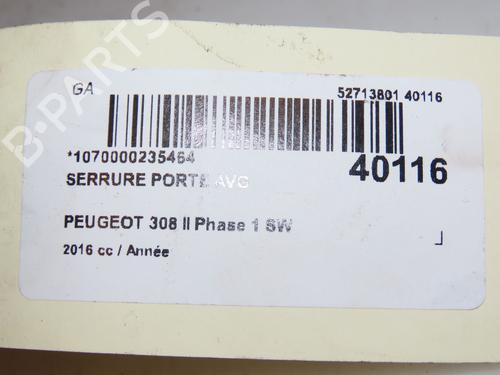 GA
52713801 40116
*1070000235464
40116
SERRURE PORTE AVG
PEUGEOT 308 II Phase 1 SW
2016 cc / Année
B-PARTS